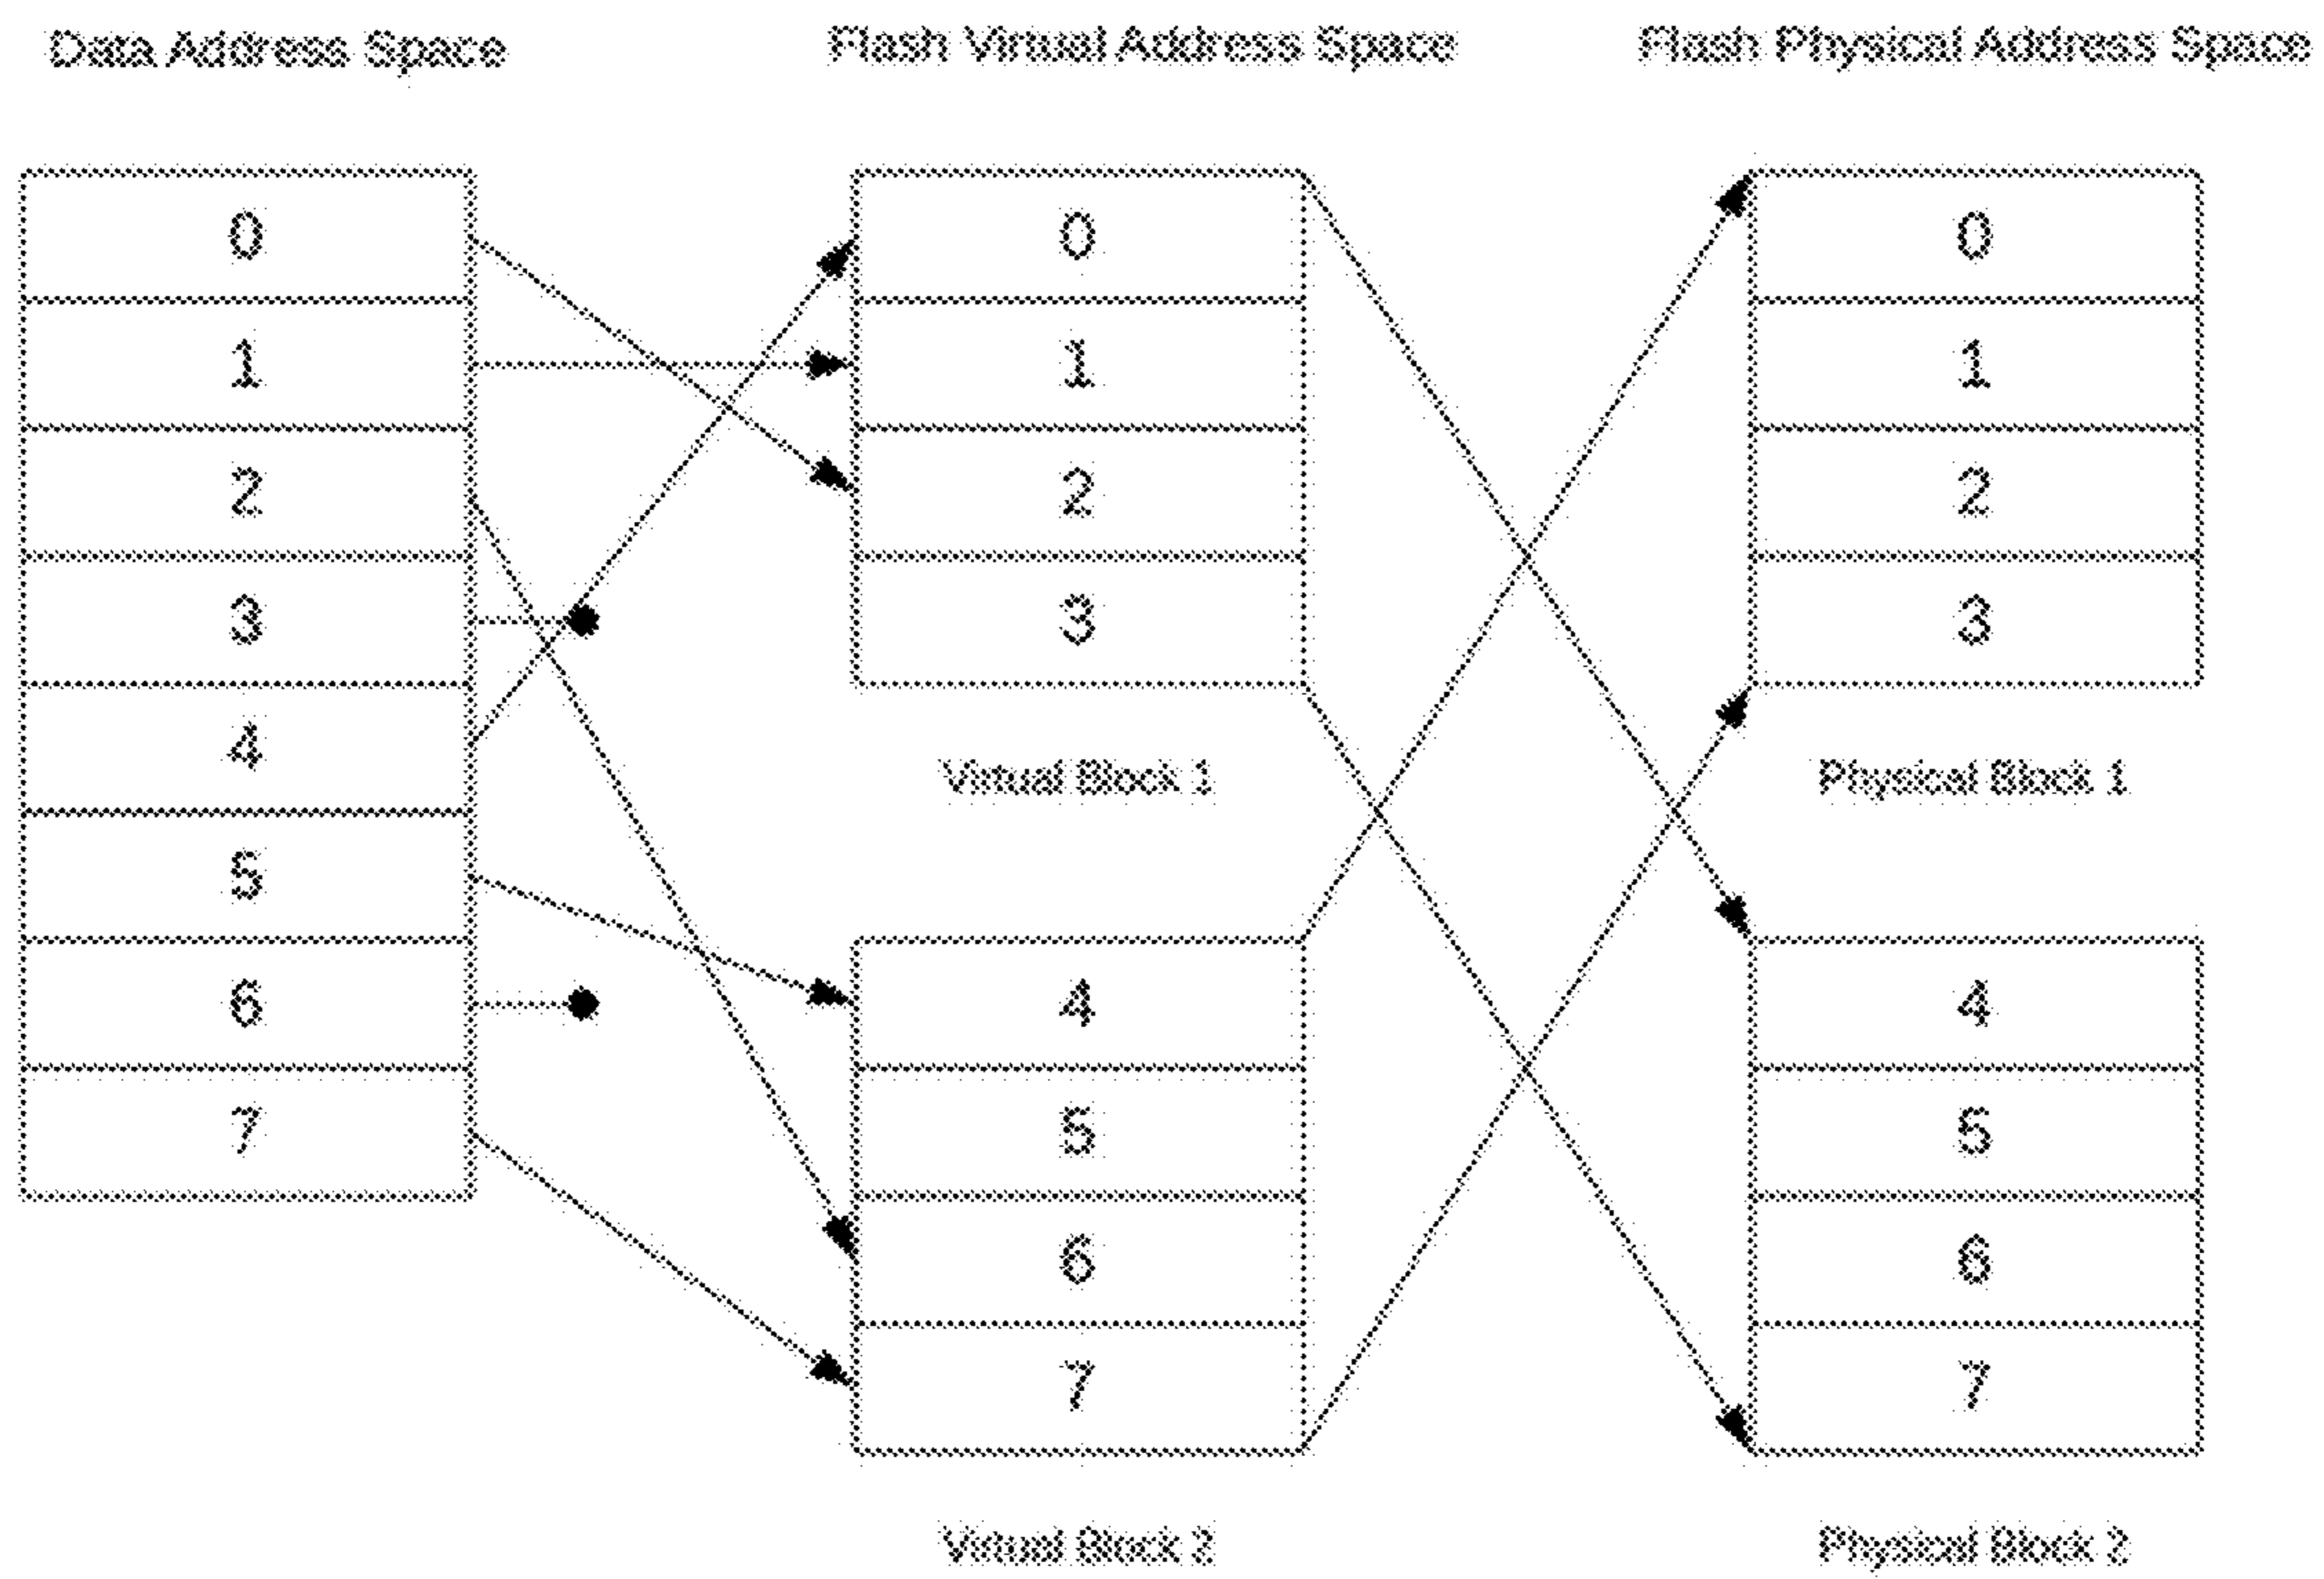 Data Address Space Flash Virtual Address Space Flash Physical Address Space
0 0 0
1 1 1
2 2 2
3 3 3
4
Virtual Block 1 Physical Block 1
5
6 4 4
7 5 5
6 6
7 7
Virtual Block 2 Physical Block 2